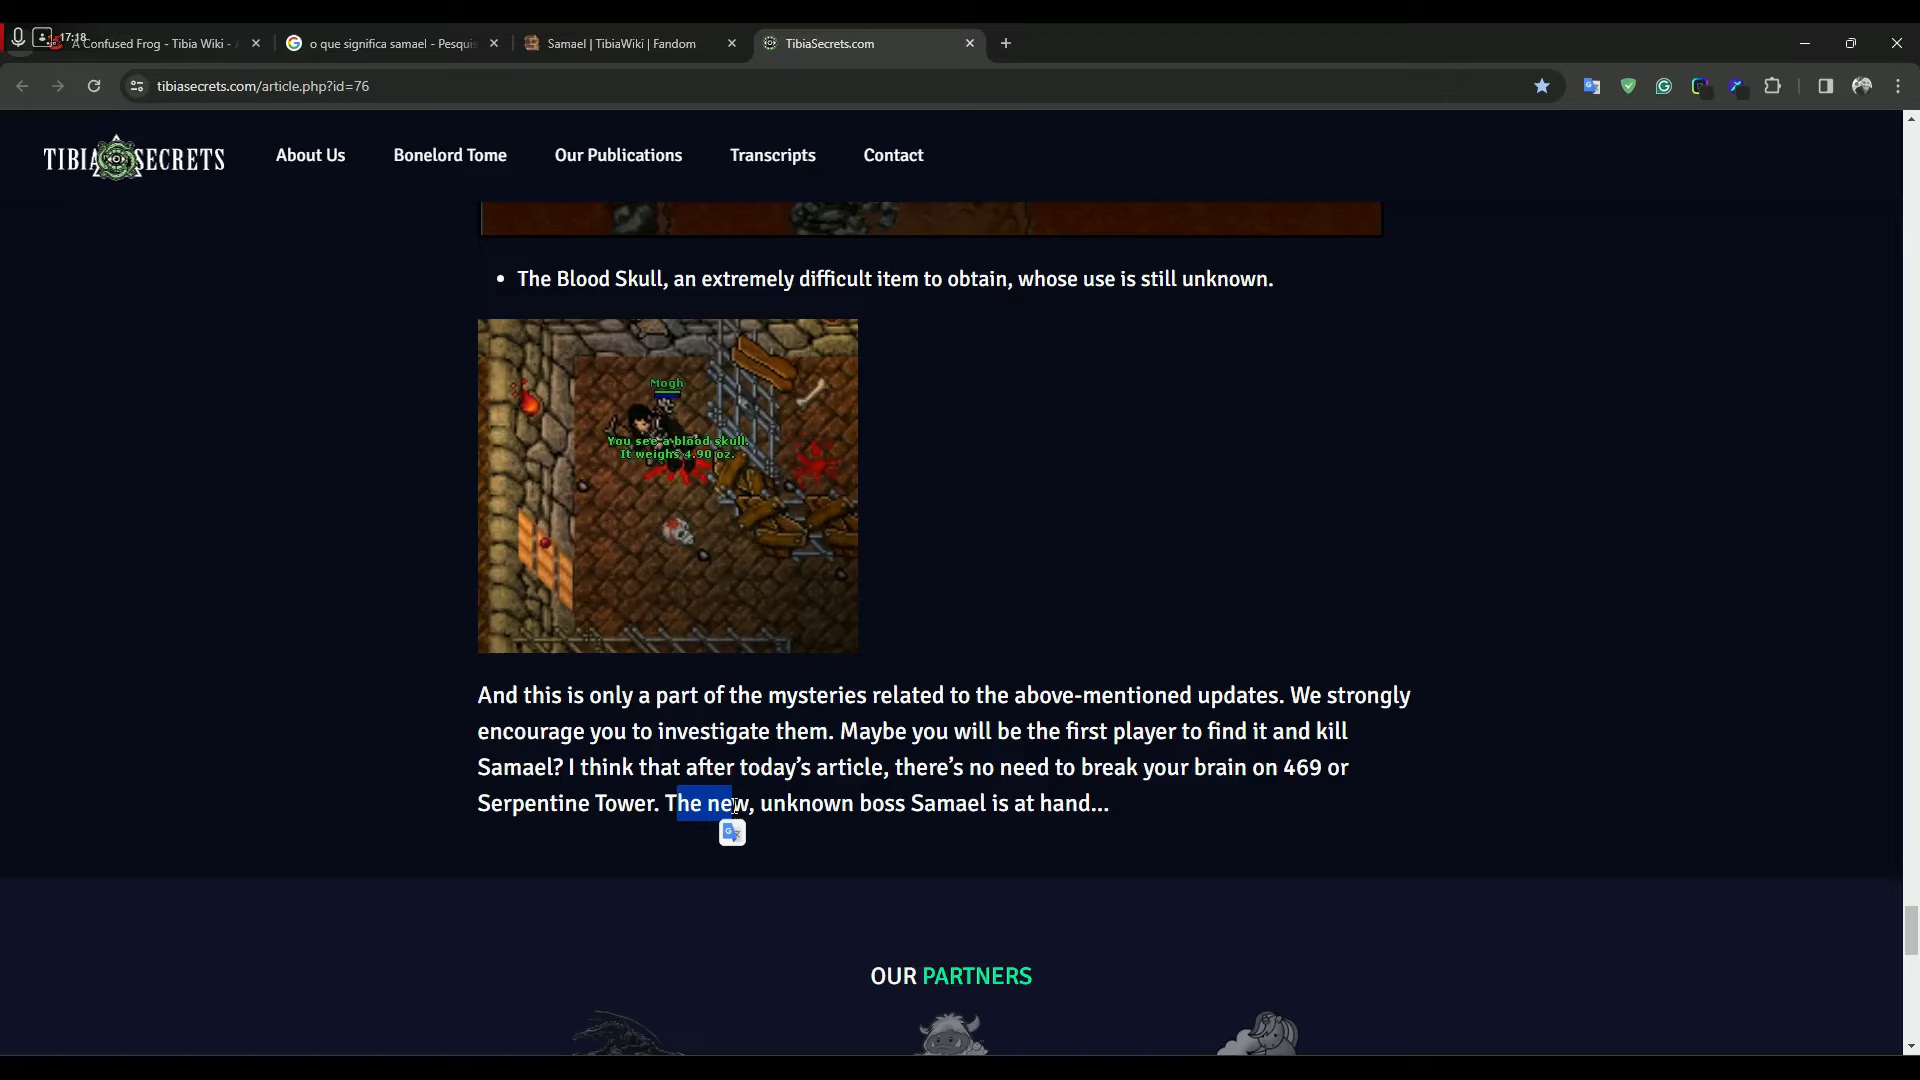 17:18
A Confused Frog - Tibia Wiki -
o que significa samael - Pesquis
Samael | TibiaWiki | Fandom
TibiaSecrets.com
tibiasecrets.com/article.php?id=76
TIBIA SECRETS
About Us
Bonelord Tome
Our Publications
Transcripts
Contact
• The Blood Skull, an extremely difficult item to obtain, whose use is still unknown.
Mogh
You see a blood skull.
It weighs 4.90 oz.
And this is only a part of the mysteries related to the above-mentioned updates. We strongly
encourage you to investigate them. Maybe you will be the first player to find it and kill
Samael? I think that after today’s article, there’s no need to break your brain on 469 or
Serpentine Tower. The new, unknown boss Samael is at hand...
OUR PARTNERS